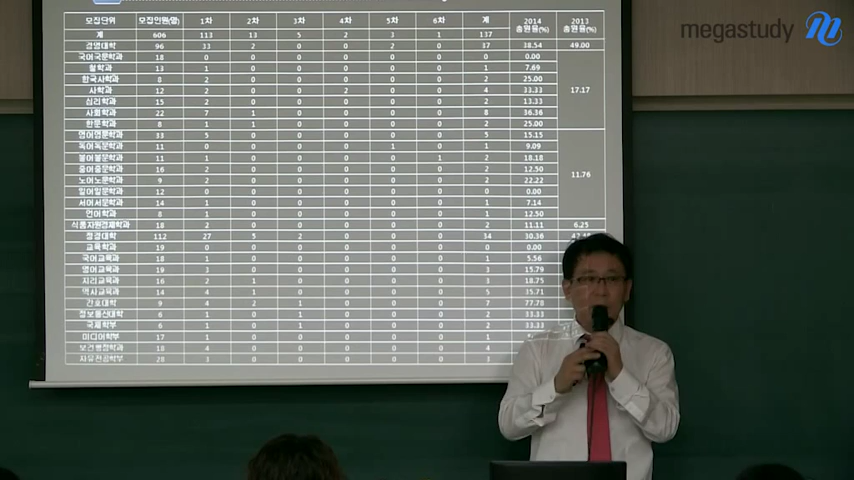 megastudy
모집단위 모집인원(명) 1차 2차 3차 4차 5차 6차 계 2014 충원율(%) 2013 충원율(%)
계 606 113 13 5 2 3 1 137
경영대학 96 33 2 0 0 2 0 37 38.54 49.00
국어국문학과 18 0 0 0 0 0 0 0 0.00
철학과 13 1 0 0 0 0 0 1 7.69
한국사학과 8 2 0 0 0 0 0 2 25.00
사학과 12 2 0 0 2 0 0 4 33.33 17.17
심리학과 15 2 0 0 0 0 0 2 13.33
사회학과 22 7 1 0 0 0 0 8 36.36
한문학과 8 1 1 0 0 0 0 2 25.00
영어영문학과 33 5 0 0 0 0 0 5 15.15
독어독문학과 11 0 0 0 0 1 0 1 9.09
불어불문학과 11 1 0 0 0 0 1 2 18.18
중어중문학과 16 2 0 0 0 0 0 2 12.50
노어노문학과 9 2 0 0 0 0 0 2 22.22 11.76
일어일문학과 12 0 0 0 0 0 0 0 0.00
서어서문학과 14 1 0 0 0 0 0 1 7.14
언어학과 8 1 0 0 0 0 0 1 12.50
식품자원경제학과 18 2 0 0 0 0 0 2 11.11 6.25
정경대학 112 27 5 2 0 0 0 34 30.36
교육학과 19 0 0 0 0 0 0 0 0.00
국어교육과 18 1 0 0 0 0 0 1 5.56
영어교육과 19 3 0 0 0 0 0 3 15.79
지리교육과 16 2 1 0 0 0 0 3 18.75
역사교육과 14 4 1 0 0 0 0 5 35.71
간호대학 9 4 2 1 0 0 0 7 77.78
정보통신대학 6 1 0 1 0 0 0 2 33.33
국제학부 6 1 0 1 0 0 0 2 33.33
미디어학부 17 1 0 0 0 0 0 1
보건행정학과 18 4 0 0 0 0 0 4
자유전공학부 28 3 0 0 0 0 0 3